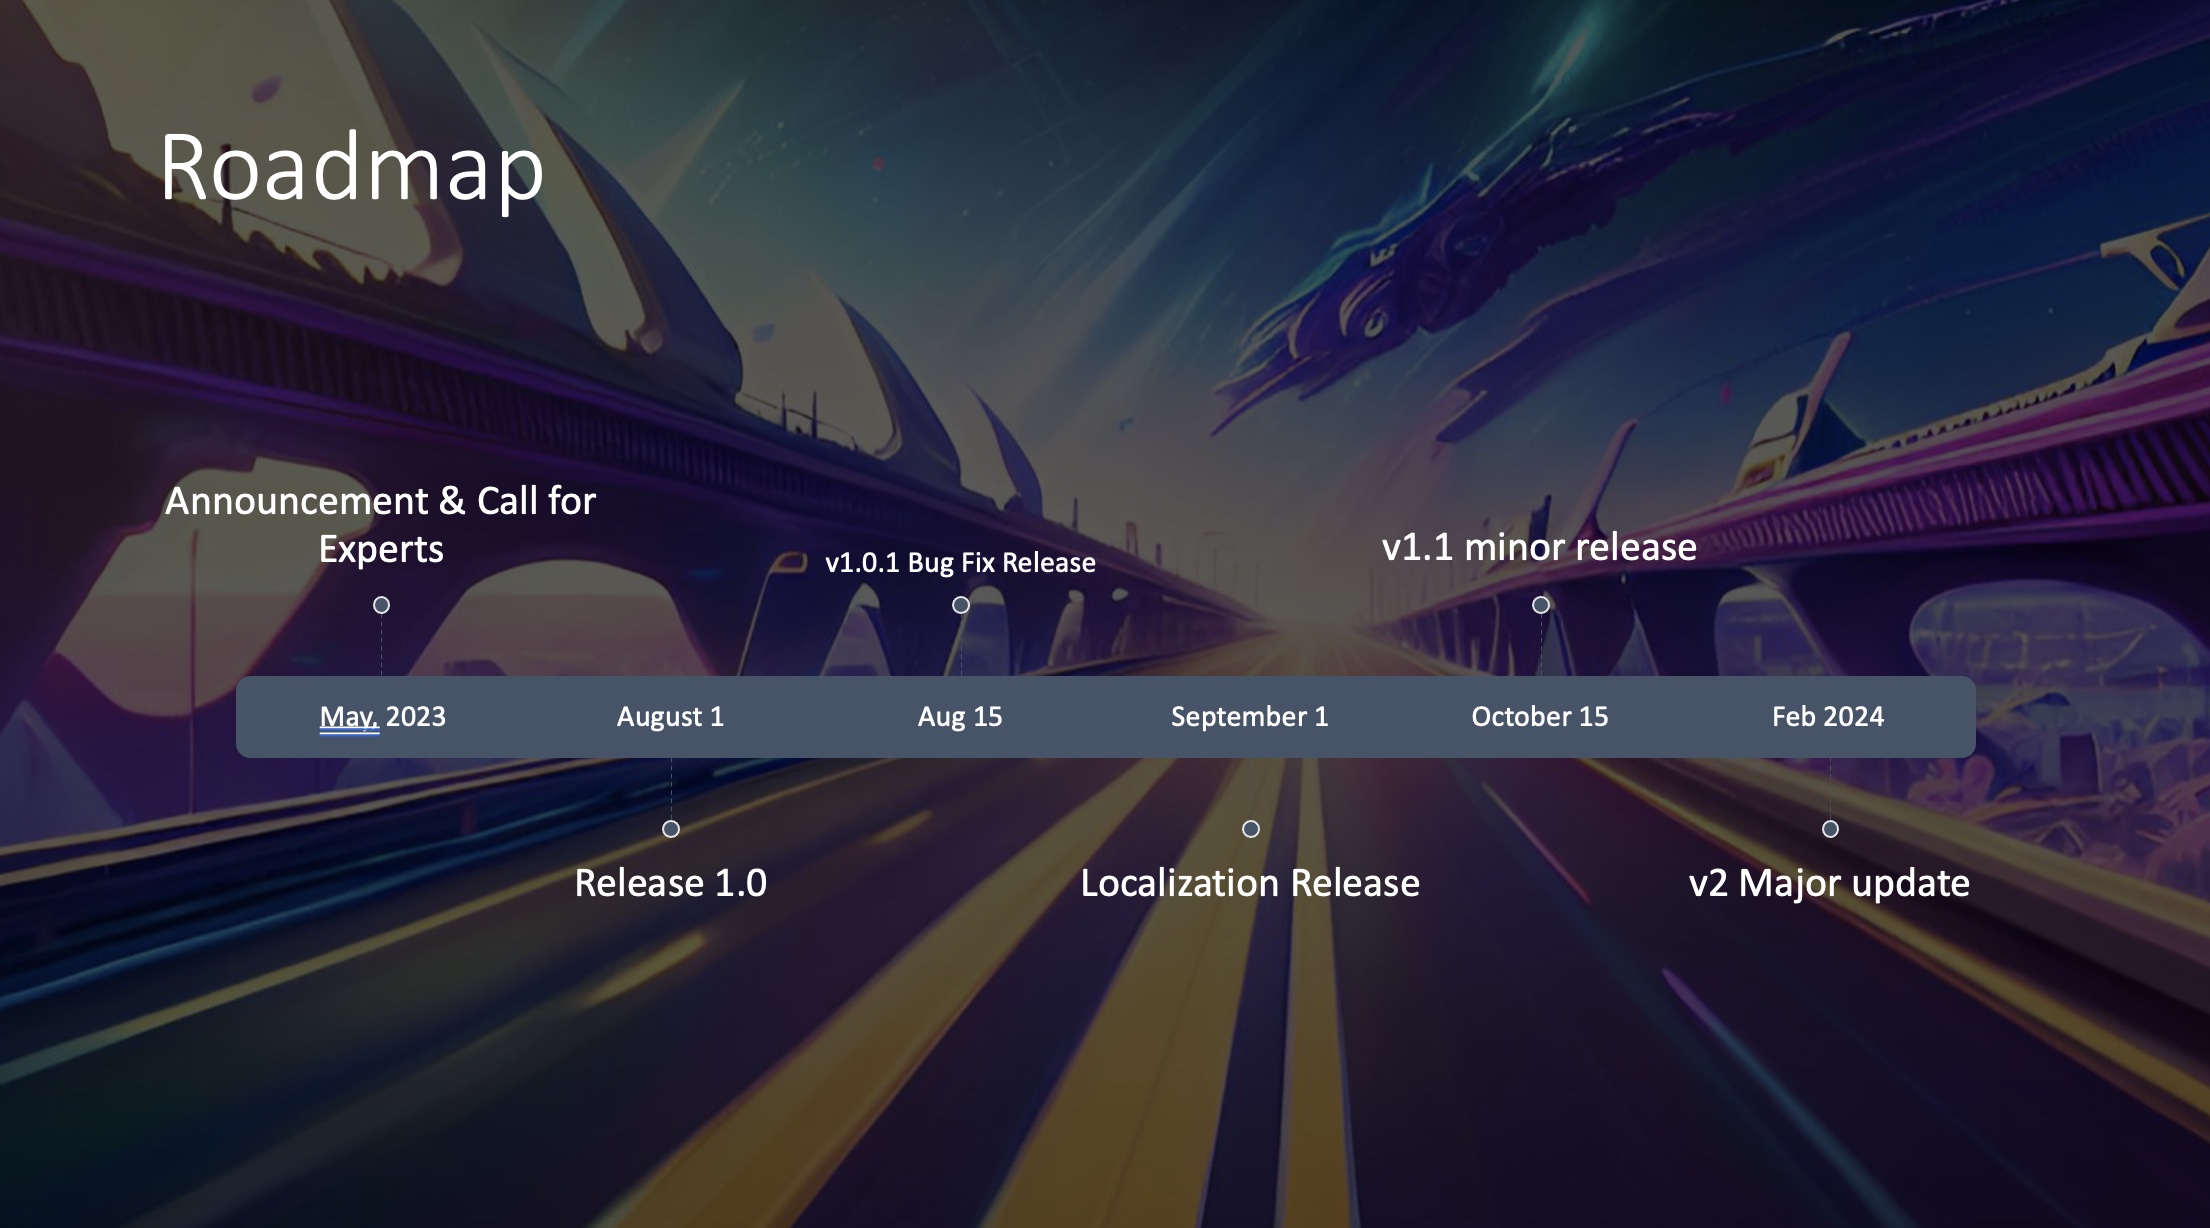 Roadmap
Announcement & Call for
Experts
v1.0.1 Bug Fix Release
v1.1 minor release
May, 2023
August 1
Aug 15
September 1
October 15
Feb 2024
Release 1.0
Localization Release
v2 Major update